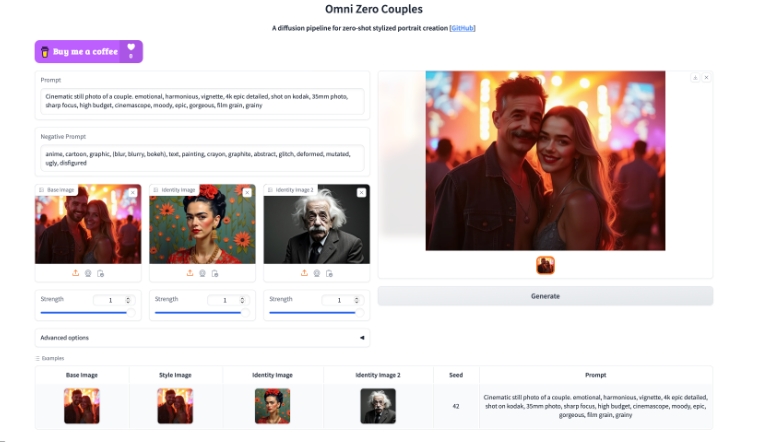 Omni Zero Couples
A diffusion pipeline for zero-shot stylized portrait creation [GitHub]
Buy me a coffee
0
Prompt
Cinematic still photo of a couple. emotional, harmonious, vignette, 4k epic detailed, shot on kodak, 35mm photo,
sharp focus, high budget, cinemascope, moody, epic, gorgeous, film grain, grainy
Negative Prompt
anime, cartoon, graphic, (blur, blurry, bokeh), text, painting, crayon, graphite, abstract, glitch, deformed, mutated,
ugly, disfigured
Base Image
Identity Image
Identity Image 2
Strength
1
Strength
1
Strength
1
Generate
Advanced options
Examples
Base Image Style Image Identity Image Identity Image 2 Seed Prompt
42
Cinematic still photo of a couple. emotional, harmonious, vignette, 4k epic detailed,
shot on kodak, 35mm photo, sharp focus, high budget, cinemascope, moody, epic,
gorgeous, film grain, grainy